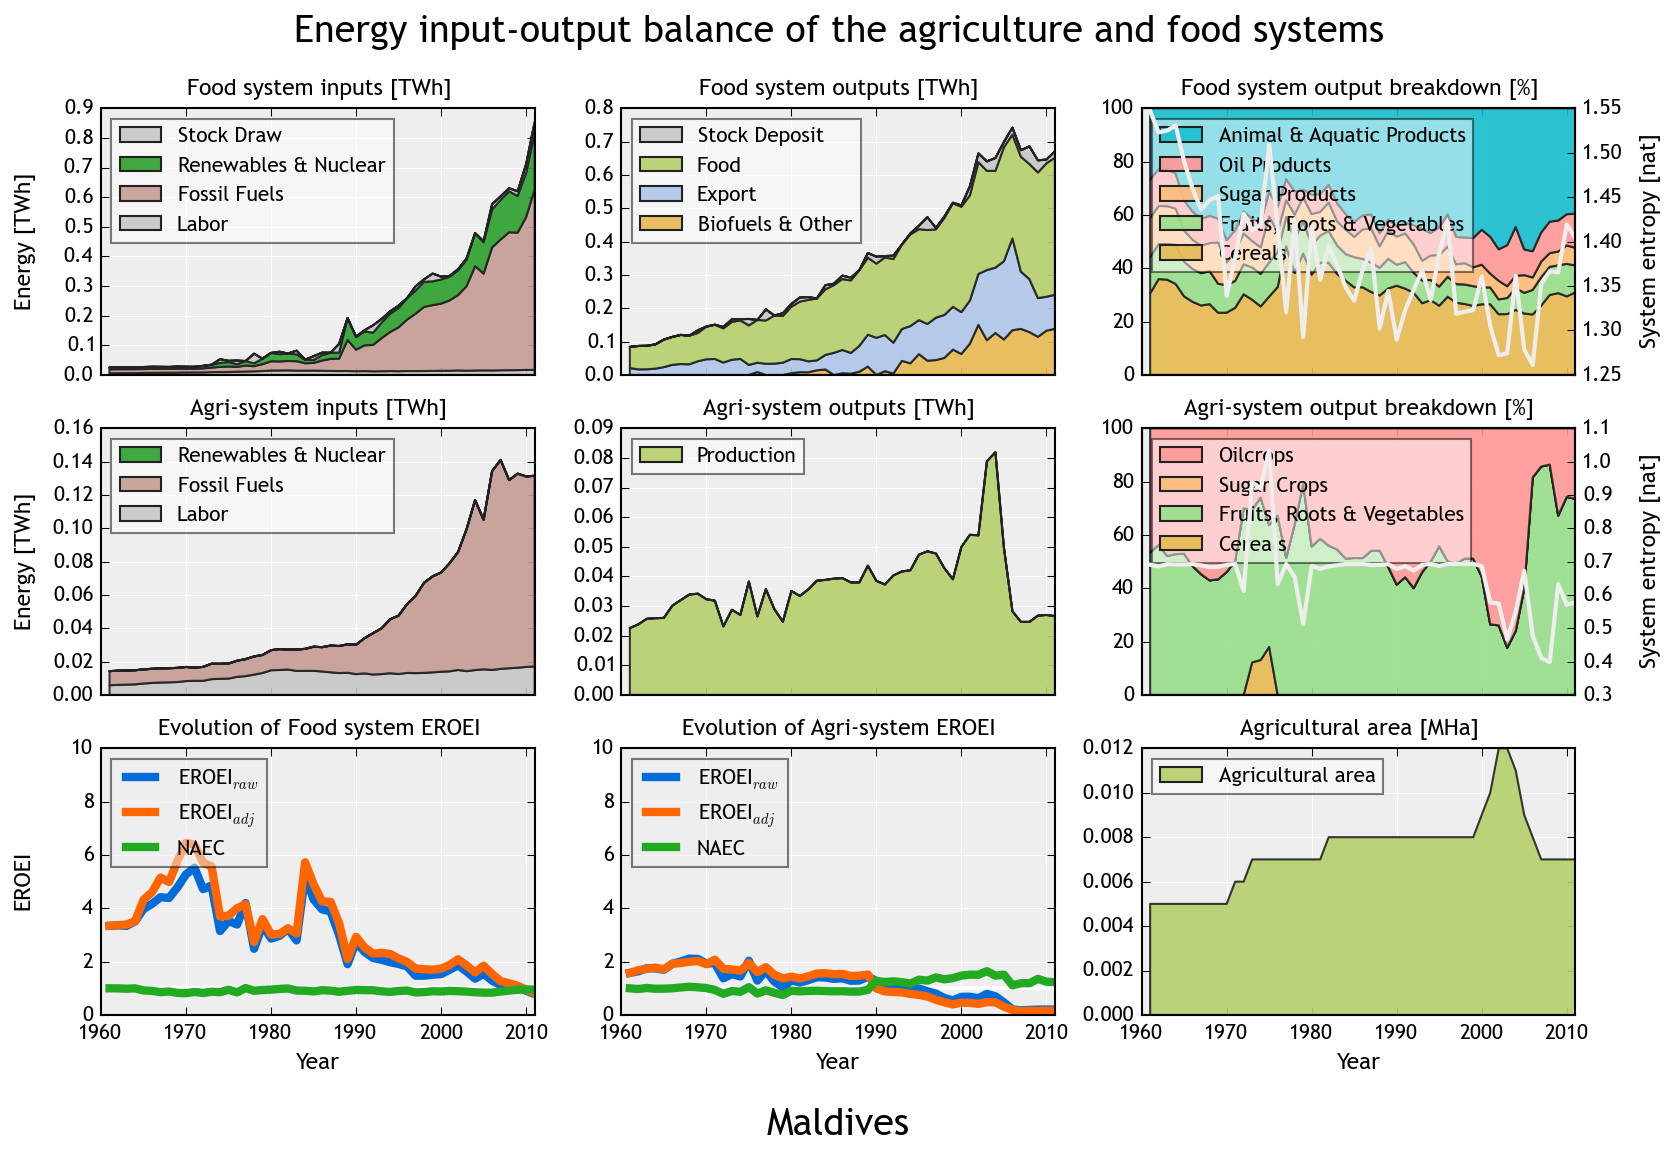 Energy input-output balance of the agriculture and food systems
Food system inputs [TWh]
Energy [TWh]
0.9
0.8
0.7
0.6
0.5
0.4
0.3
0.2
0.1
0.0
Stock Draw
Renewables & Nuclear
Fossil Fuels
Labor
Food system outputs [TWh]
0.8
0.7
0.6
0.5
0.4
0.3
0.2
0.1
0.0
Stock Deposit
Food
Export
Biofuels & Other
Food system output breakdown [%]
100
80
60
40
20
0
Animal & Aquatic Products
Oil Products
Sugar Products
Fruits, Roots & Vegetables
Cereals
1.55
1.50
1.45
1.40
1.35
1.30
1.25
System entropy [nat]
Agri-system inputs [TWh]
Energy [TWh]
0.16
0.14
0.12
0.10
0.08
0.06
0.04
0.02
0.00
Renewables & Nuclear
Fossil Fuels
Labor
Agri-system outputs [TWh]
0.09
0.08
0.07
0.06
0.05
0.04
0.03
0.02
0.01
0.00
Production
Agri-system output breakdown [%]
100
80
60
40
20
0
Oilcrops
Sugar Crops
Fruits, Roots & Vegetables
Cereals
1.1
1.0
0.9
0.8
0.7
0.6
0.5
0.4
0.3
System entropy [nat]
Evolution of Food system EROEI
EROEI
10
8
6
4
2
0
EROEI raw
EROEI adj
NAEC
1960 1970 1980 1990 2000 2010
Year
Evolution of Agri-system EROEI
10
8
6
4
2
0
EROEI raw
EROEI adj
NAEC
1960 1970 1980 1990 2000 2010
Year
Agricultural area [MHa]
0.012
0.010
0.008
0.006
0.004
0.002
0.000
Agricultural area
1960 1970 1980 1990 2000 2010
Year
Maldives